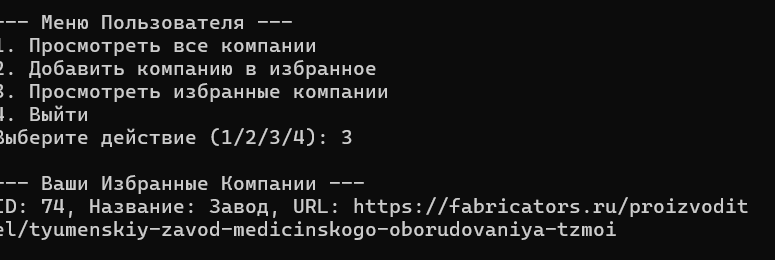 --- Меню Пользователя ---
1. Просмотреть все компании
2. Добавить компанию в избранное
3. Просмотреть избранные компании
4. Выйти
Выберите действие (1/2/3/4): 3
--- Ваши Избранные Компании ---
ID: 74, Название: Завод, URL: https://fabricators.ru/proizvodit
el/tyumenskiy-zavod-medicinskogo-oborudovaniya-tzmoi